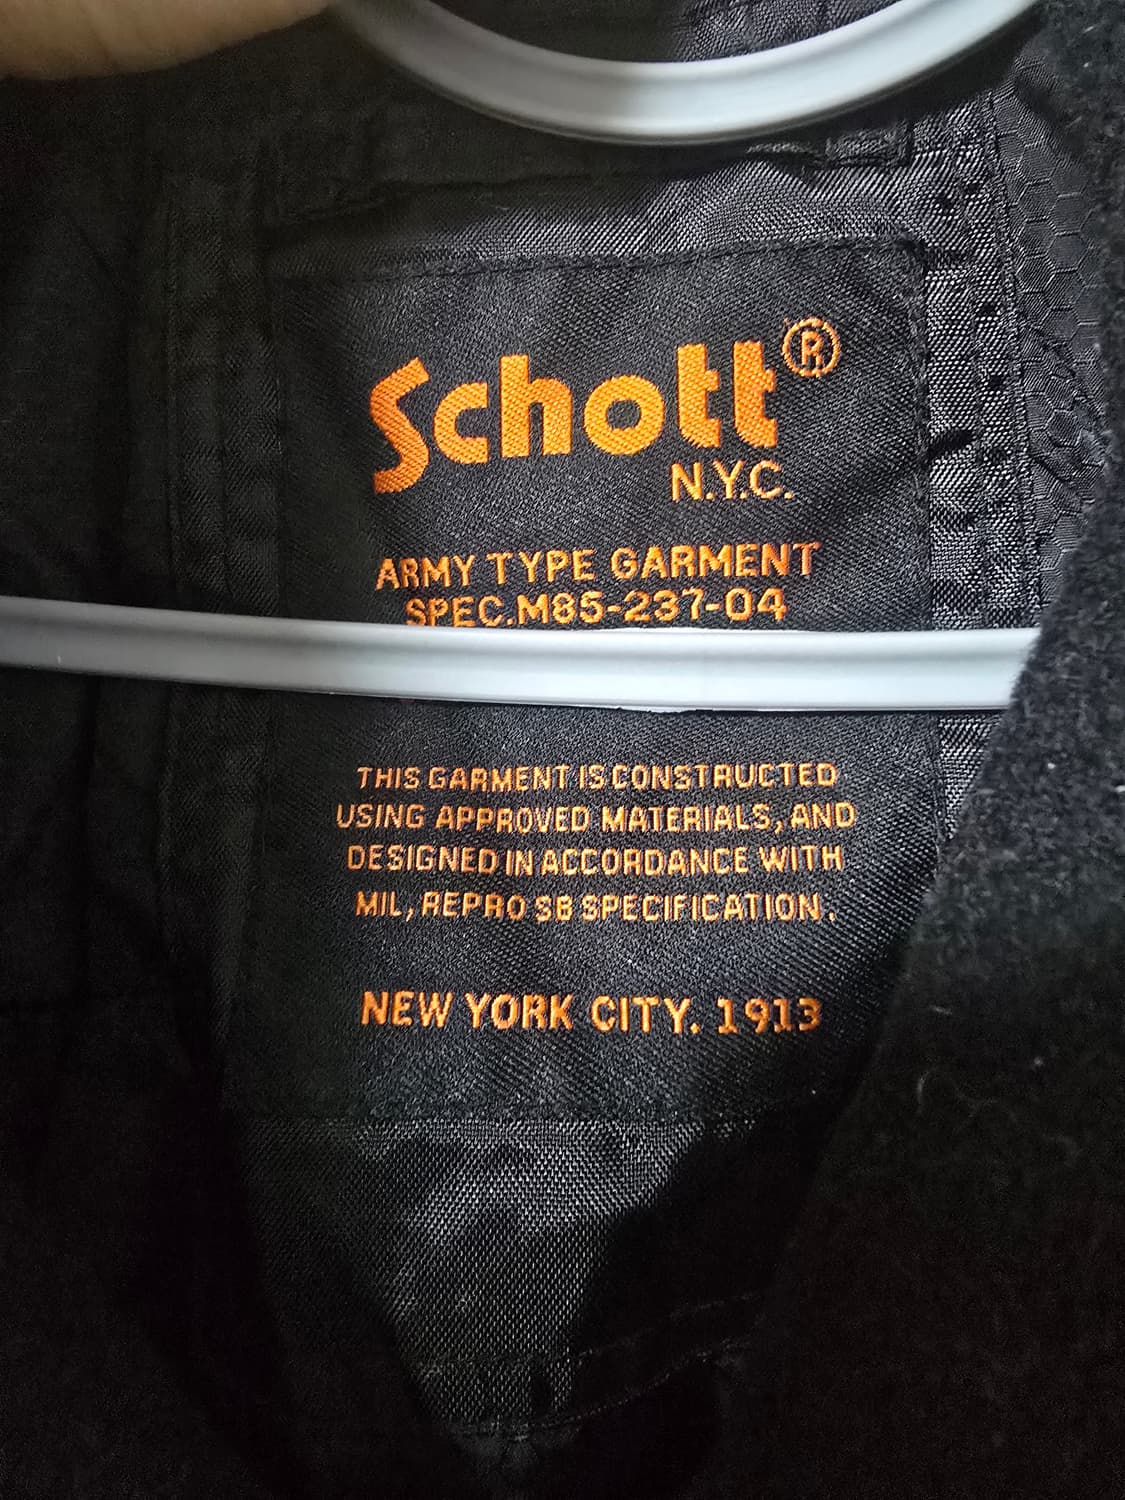 Schott®
N.Y.C.
ARMY TYPE GARMENT
SPEC.M85-237-04
THIS GARMENT IS CONSTRUCTED
USING APPROVED MATERIALS, AND
DESIGNED IN ACCORDANCE WITH
MIL, REPRO SB SPECIFICATION.
NEW YORK CITY. 1913